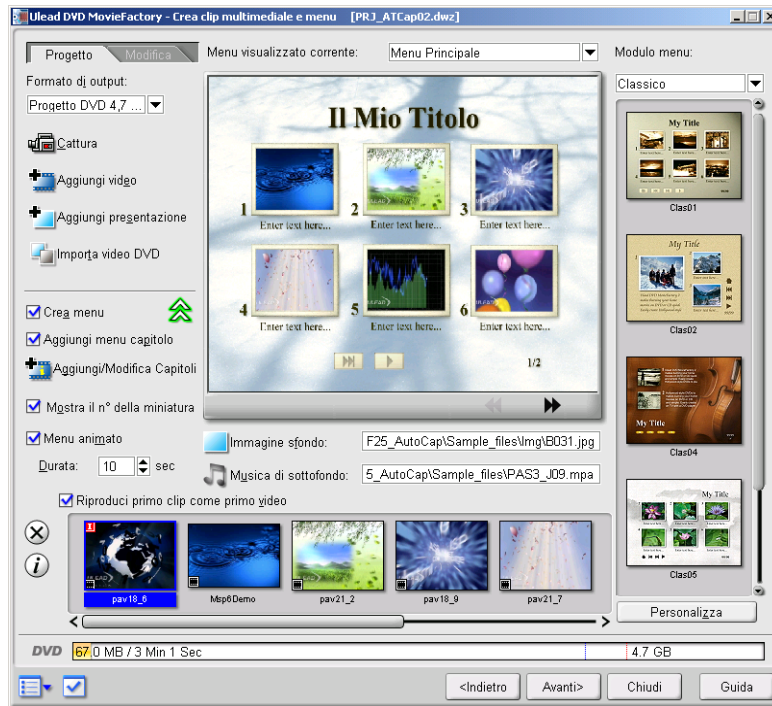 Ulead DVD MovieFactory - Crea clip multimediale e menu [PRJ_ATCap02.dwz]
Progetto Modifica
Menu visualizzato corrente: Menu Principale
Modulo menu:
Formato di output:
Progetto DVD 4,7 ...
Classico
Cattura
Aggiungi video
Aggiungi presentazione
Importa video DVD
Crea menu
Aggiungi menu capitolo
Aggiungi/Modifica Capitoli
Mostra il n° della miniatura
Menu animato
Durata: 10 sec
Il Mio Titolo
1 Enter text here...
2 Enter text here...
3 Enter text here...
4 Enter text here...
5 Enter text here...
6 Enter text here...
1/2
My Title
Clas01
My Title
Clas02
My Title
Clas04
My Title
Clas05
Immagine sfondo: F25_AutoCap\Sample_files\Img\B031.jpg
Musica di sottofondo: 5_AutoCap\Sample_files\PAS3_J09.mpa
Riproduci primo clip come primo video
1
pav18_6
Msp6Demo
pav21_2
pav18_9
pav21_7
Personalizza
DVD 67.0 MB / 3 Min 1 Sec 4.7 GB
<Indietro Avanti> Chiudi Guida